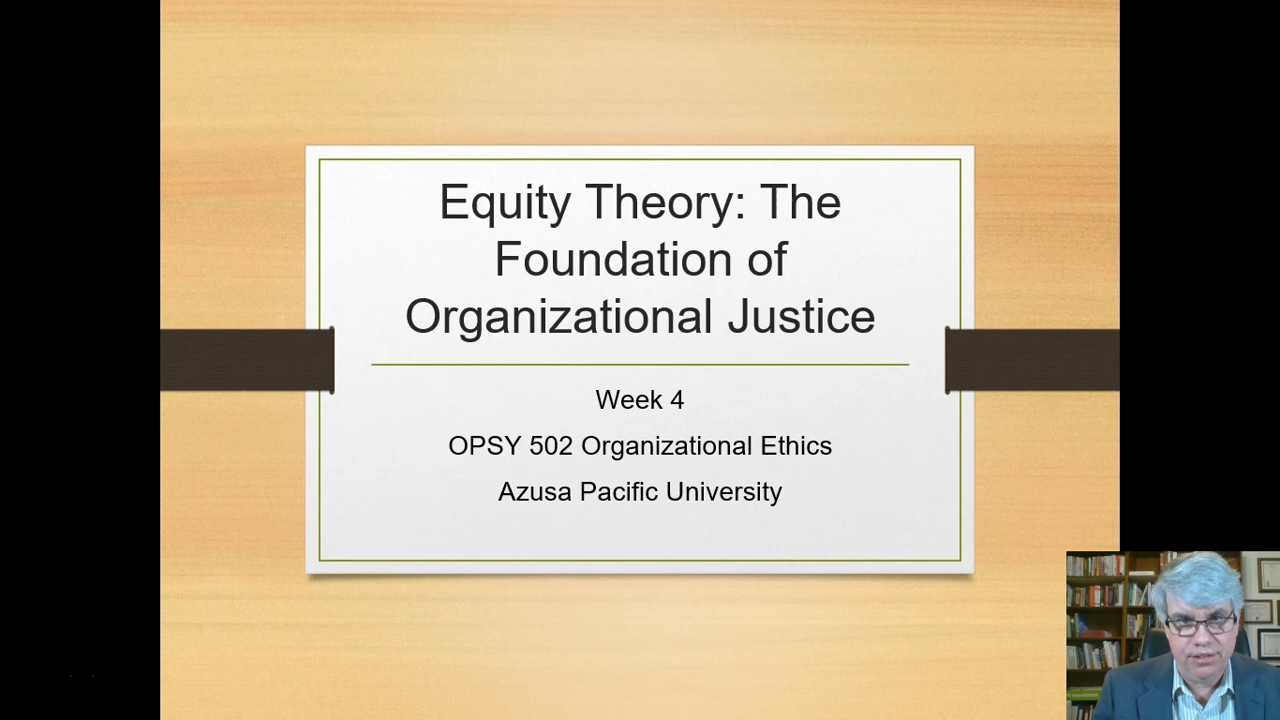 Equity Theory: The
Foundation of
Organizational Justice
Week 4
OPSY 502 Organizational Ethics
Azusa Pacific University